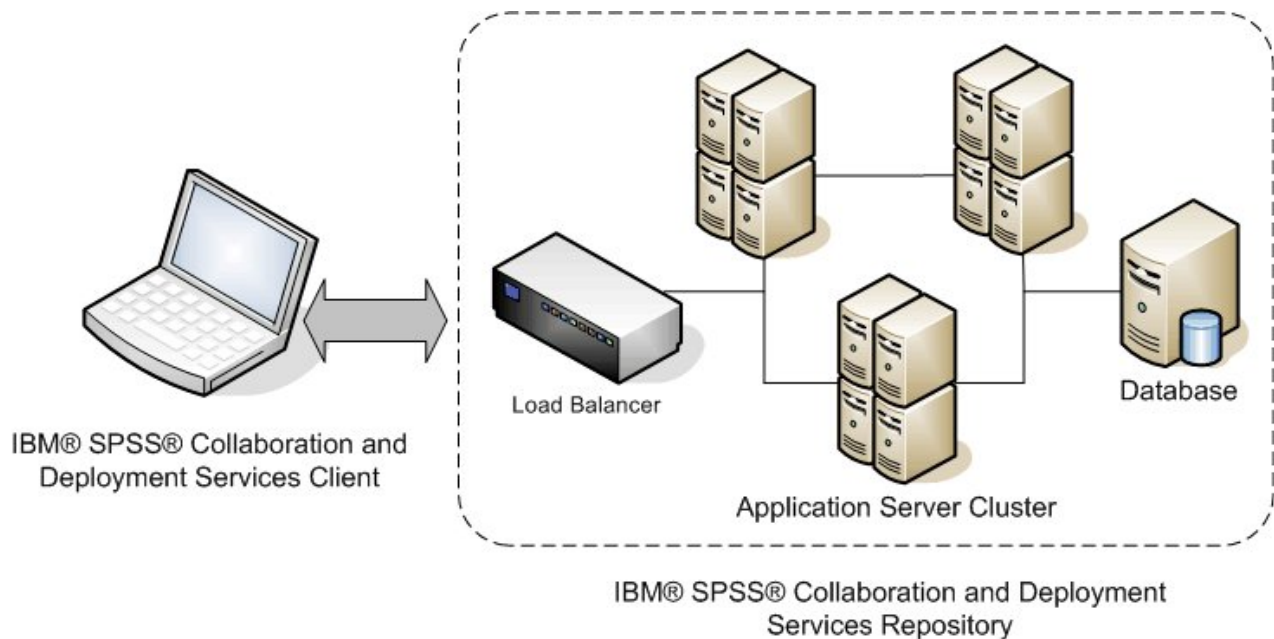 Load Balancer
Database
IBM® SPSS® Collaboration and
Deployment Services Client
Application Server Cluster
IBM® SPSS® Collaboration and Deployment
Services Repository